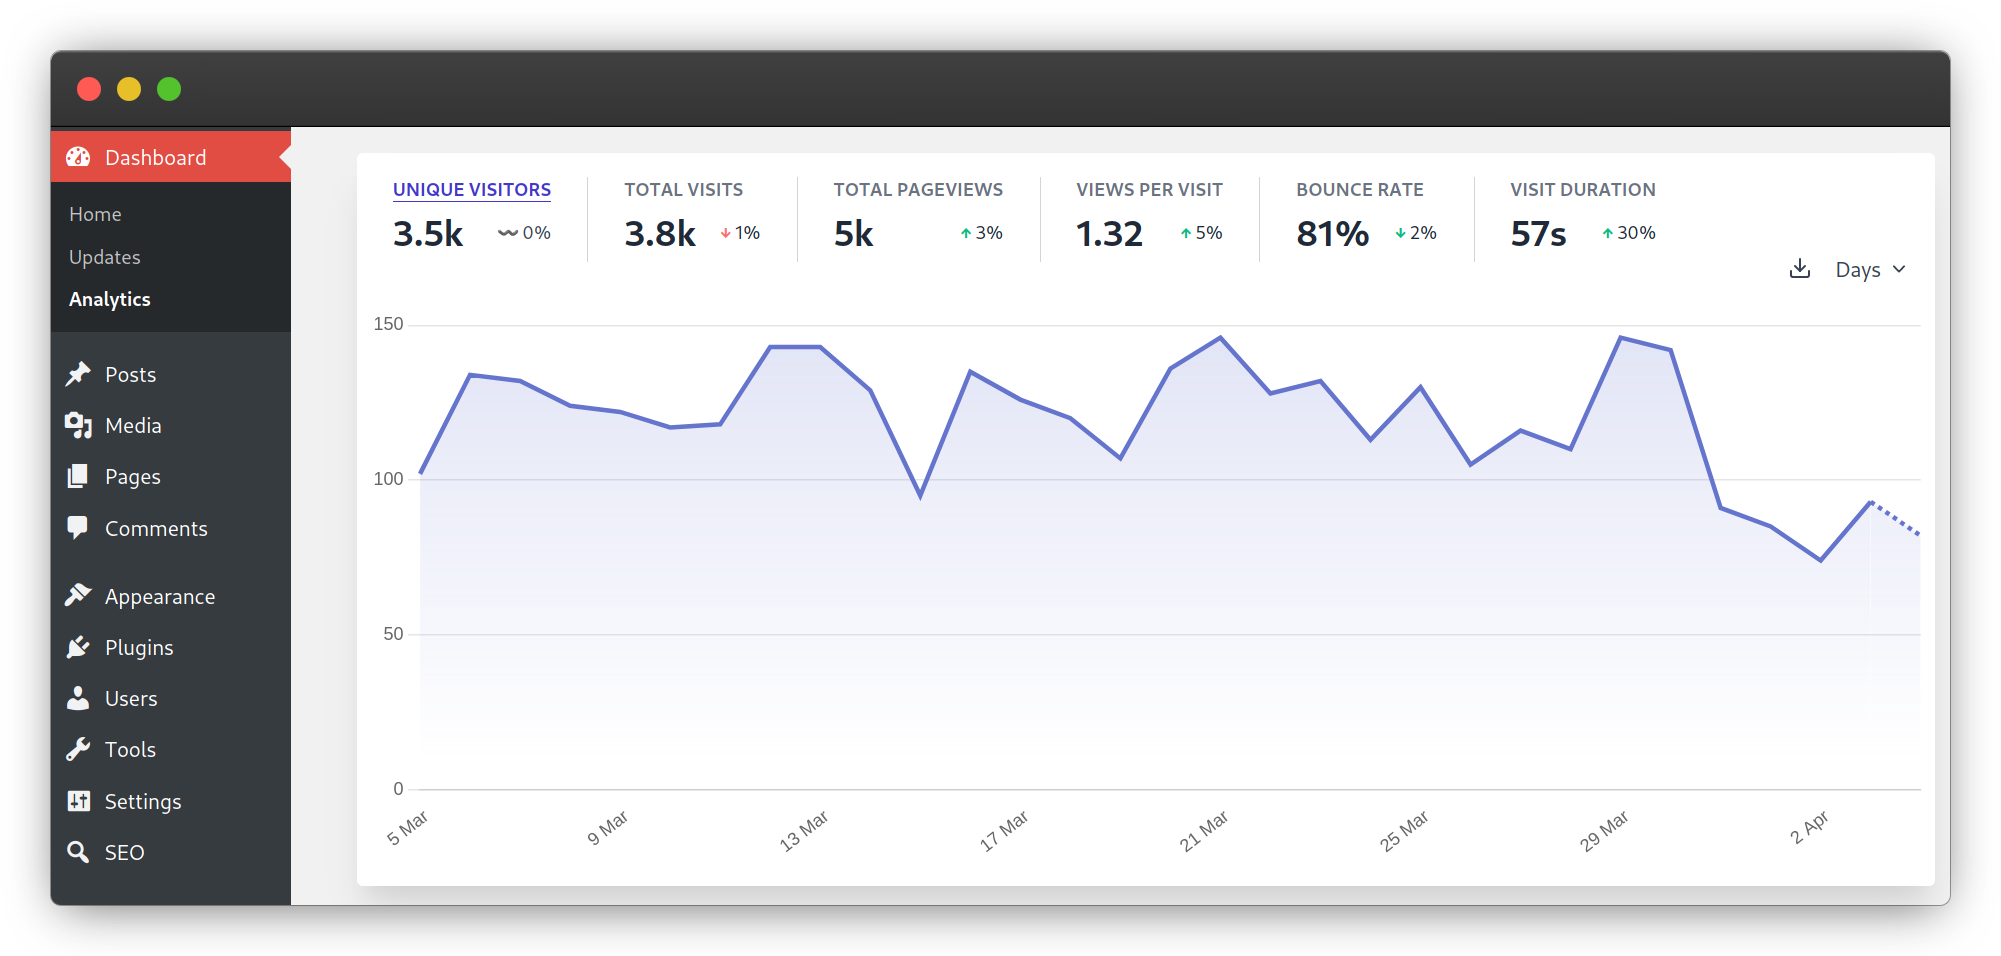 Dashboard
Home
Updates
Analytics
Posts
Media
Pages
Comments
Appearance
Plugins
Users
Tools
Settings
SEO
UNIQUE VISITORS
3.5k 0%
TOTAL VISITS
3.8k 1%
TOTAL PAGEVIEWS
5k 3%
VIEWS PER VISIT
1.32 5%
BOUNCE RATE
81% 2%
VISIT DURATION
57s 30%
Days
150
100
50
0
5 Mar 9 Mar 13 Mar 17 Mar 21 Mar 25 Mar 29 Mar 2 Apr